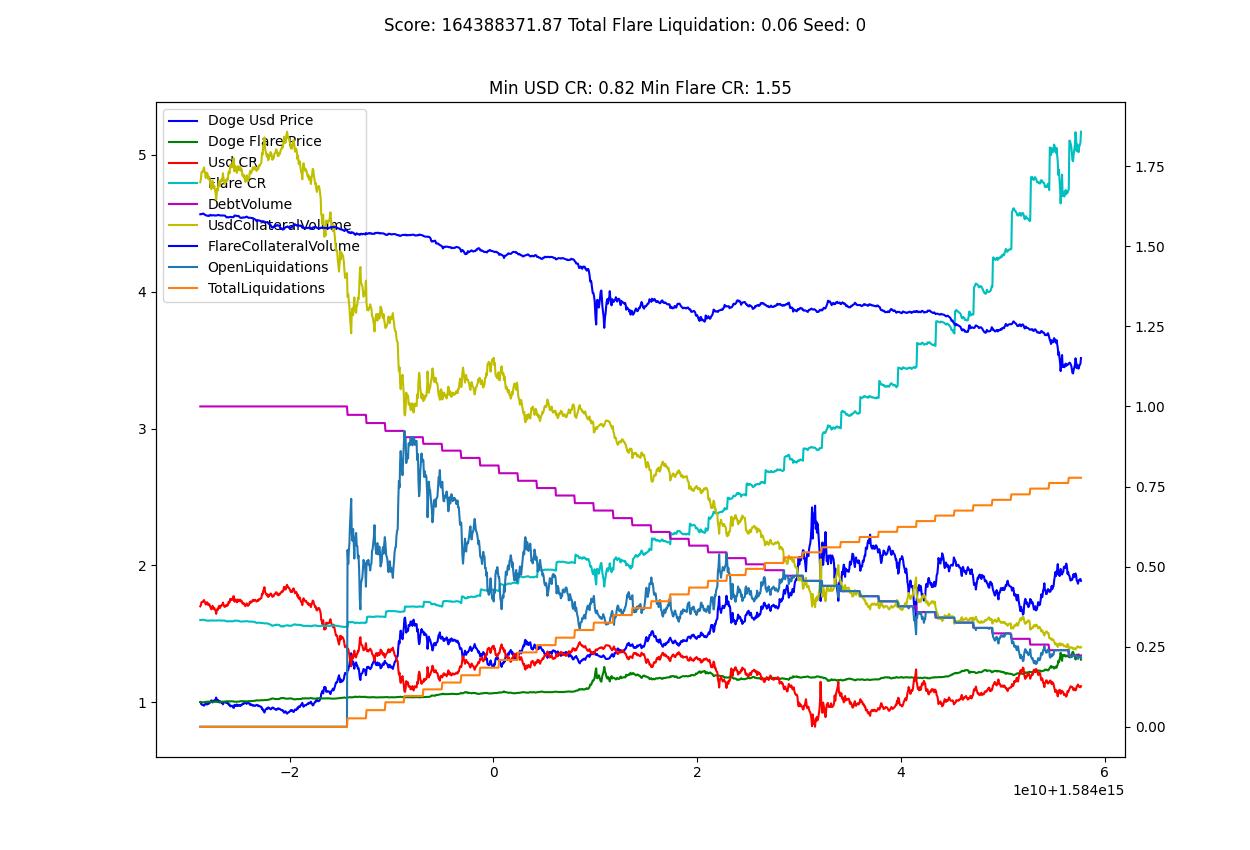 Score: 164388371.87 Total Flare Liquidation: 0.06 Seed: 0
Min USD CR: 0.82 Min Flare CR: 1.55
Doge Usd Price
Doge Flare Price
Usd CR
Flare CR
DebtVolume
UsdCollateralVolume
FlareCollateralVolume
OpenLiquidations
TotalLiquidations
5
4
3
2
1
1.75
1.50
1.25
1.00
0.75
0.50
0.25
0.00
−2
0
2
4
6
1e10+1.584e15